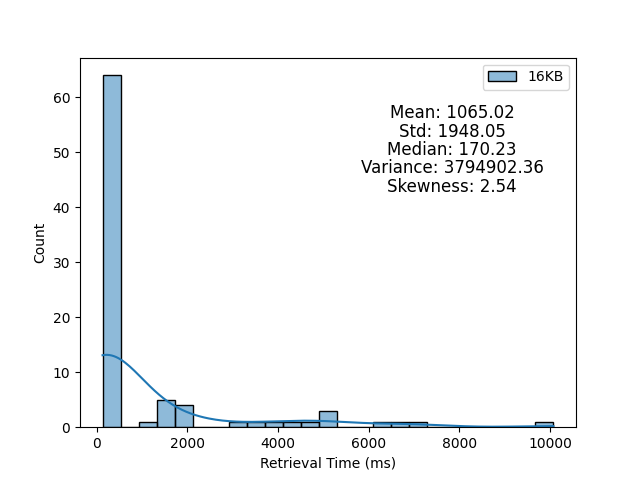 16KB
Mean: 1065.02
Std: 1948.05
Median: 170.23
Variance: 3794902.36
Skewness: 2.54
Count
60
50
40
30
20
10
0
0 2000 4000 6000 8000 10000
Retrieval Time (ms)